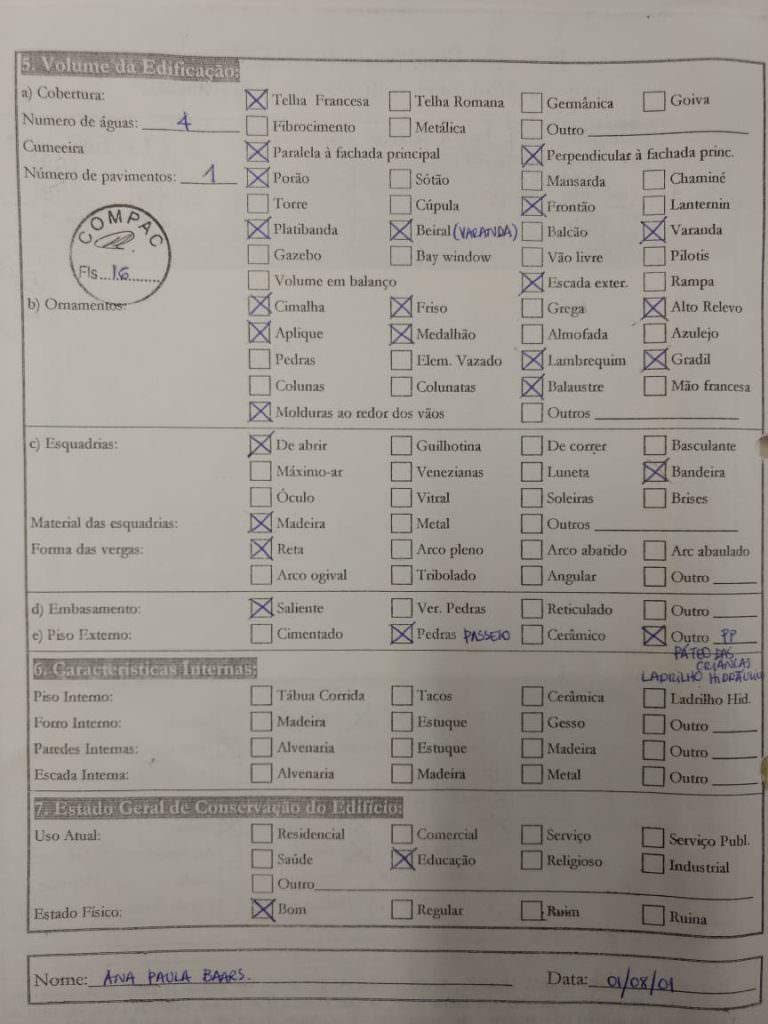 5. Volume da Edificação:
a) Cobertura: ☒ Telha Francesa ☐ Telha Romana ☐ Germânica ☐ Goiva
Numero de águas: 4 ☐ Fibrocimento ☐ Metálica ☐ Outro
Cumeeira ☒ Paralela à fachada principal ☒ Perpendicular à fachada princ.
Número de pavimentos: 1 ☒ Porão ☐ Sótão ☐ Mansarda ☐ Chaminé
☐ Torre ☐ Cúpula ☒ Frontão ☐ Lanternin
☒ Platibanda ☒ Beiral (VARANDA) ☐ Balcão ☒ Varanda
COMPAC
☐ Gazebo ☐ Bay window ☐ Vão livre ☐ Pilotis
Fls. 16
☐ Volume em balanço ☒ Escada exter. ☐ Rampa
b) Ornamentos: ☒ Cimalha ☒ Friso ☐ Grega ☒ Alto Relevo
☒ Aplique ☒ Medalhão ☐ Almofada ☐ Azulejo
☐ Pedras ☐ Elem. Vazado ☒ Lambrequim ☒ Gradil
☐ Colunas ☐ Colunatas ☒ Balaustre ☐ Mão francesa
☒ Molduras ao redor dos vãos ☐ Outros
c) Esquadrias: ☒ De abrir ☐ Guilhotina ☐ De correr ☐ Basculante
☐ Máximo-ar ☐ Venezianas ☐ Luneta ☒ Bandeira
☐ Óculo ☐ Vitral ☐ Soleiras ☐ Brises
Material das esquadrias: ☒ Madeira ☐ Metal ☐ Outros
Forma das vergas: ☒ Reta ☐ Arco pleno ☐ Arco abatido ☐ Arc abaulado
☐ Arco ogival ☐ Tribolado ☐ Angular ☐ Outro
d) Embasamento: ☒ Saliente ☐ Ver. Pedras ☐ Reticulado ☐ Outro
e) Piso Externo: ☐ Cimentado ☒ Pedras PASSEIO ☐ Cerâmico ☒ Outro PP
PÁTEO DAS
CRIANÇAS
LADRILHO HIDRÁULICO
6. Características Internas:
Piso Interno: ☐ Tábua Corrida ☐ Tacos ☐ Cerâmica ☐ Ladrilho Hid.
Forro Interno: ☐ Madeira ☐ Estuque ☐ Gesso ☐ Outro
Paredes Internas: ☐ Alvenaria ☐ Estuque ☐ Madeira ☐ Outro
Escada Interna: ☐ Alvenaria ☐ Madeira ☐ Metal ☐ Outro
7. Estado Geral de Conservação do Edifício:
Uso Atual: ☐ Residencial ☐ Comercial ☐ Serviço ☐ Serviço Publ.
☐ Saúde ☒ Educação ☐ Religioso ☐ Industrial
☐ Outro
Estado Físico: ☒ Bom ☐ Regular ☐ Ruim ☐ Ruina
Nome: ANA PAULA BAARS. Data: 01/08/01